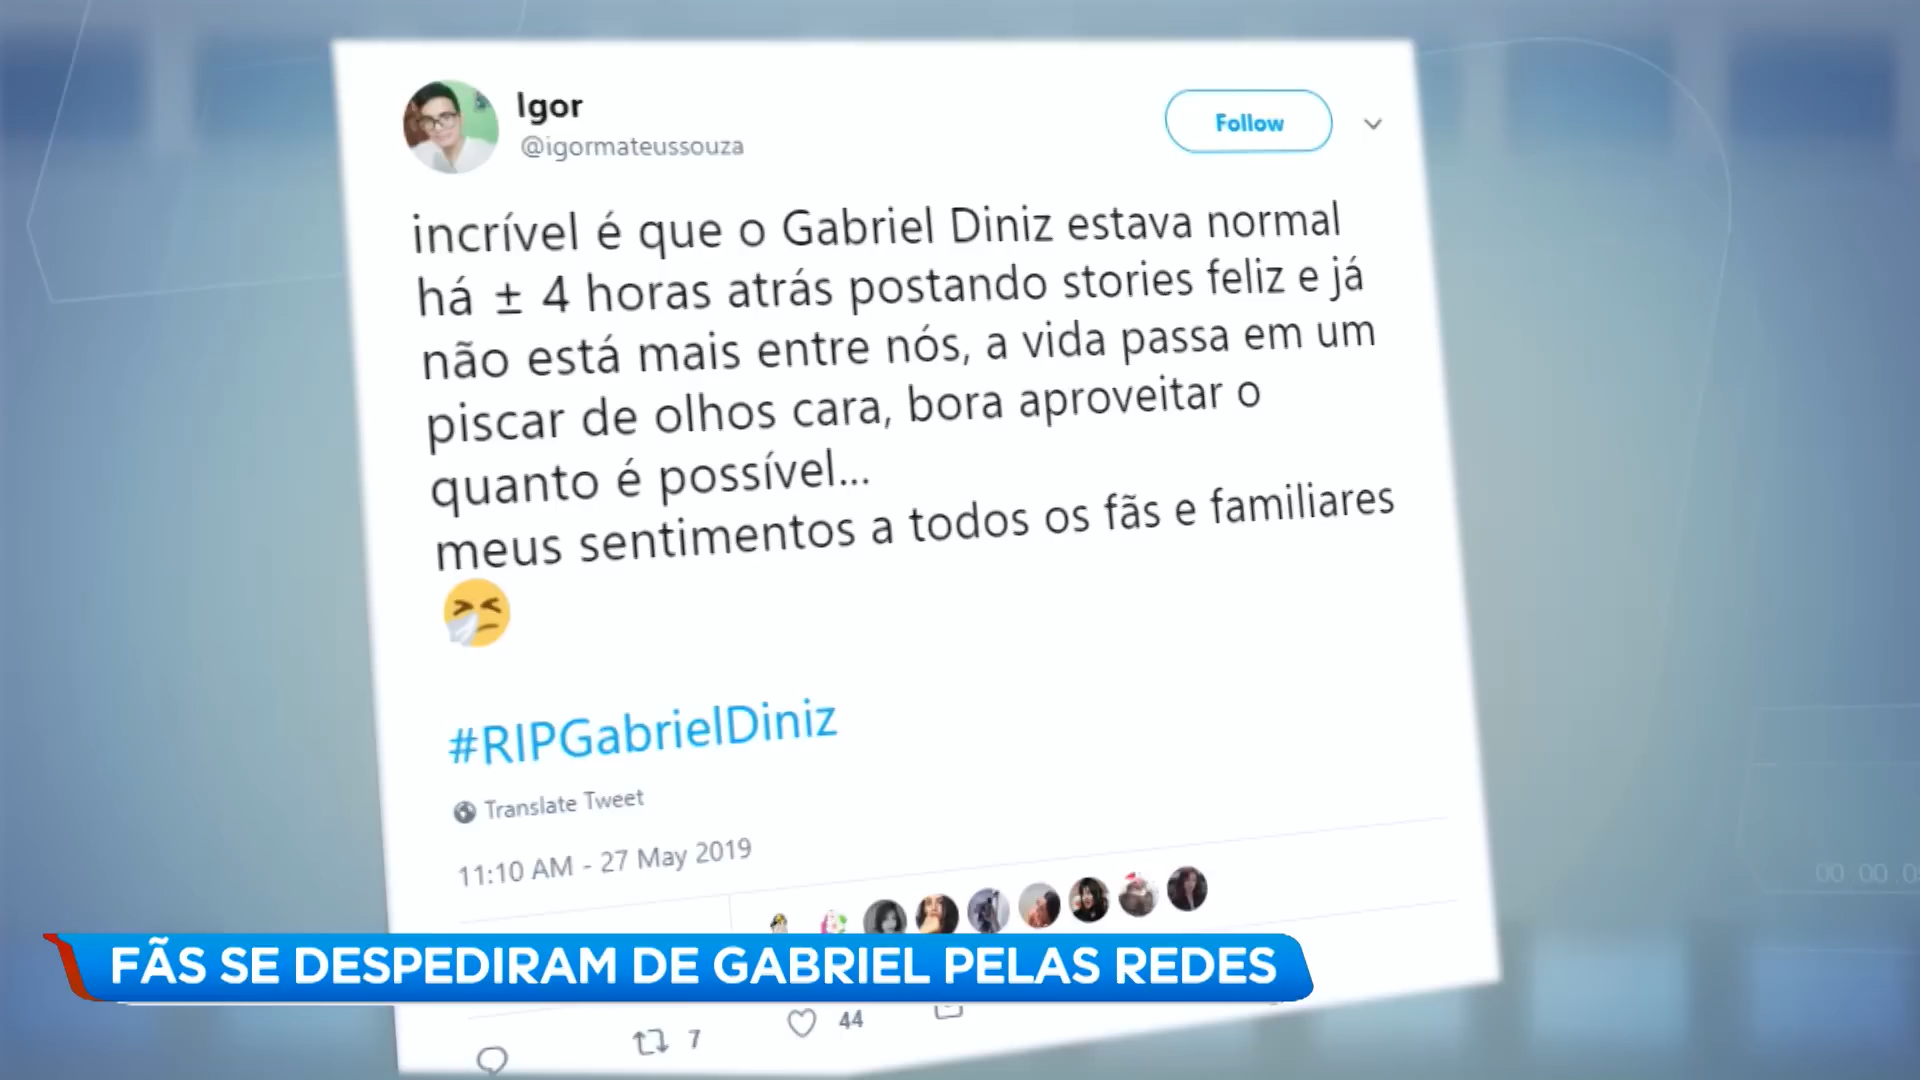 Igor
@igormateussouza
Follow
incrível é que o Gabriel Diniz estava normal
há ± 4 horas atrás postando stories feliz e já
não está mais entre nós, a vida passa em um
piscar de olhos cara, bora aproveitar o
quanto é possível...
meus sentimentos a todos os fãs e familiares
#RIPGabrielDiniz
Translate Tweet
11:10 AM - 27 May 2019
FÃS SE DESPEDIRAM DE GABRIEL PELAS REDES
7
44